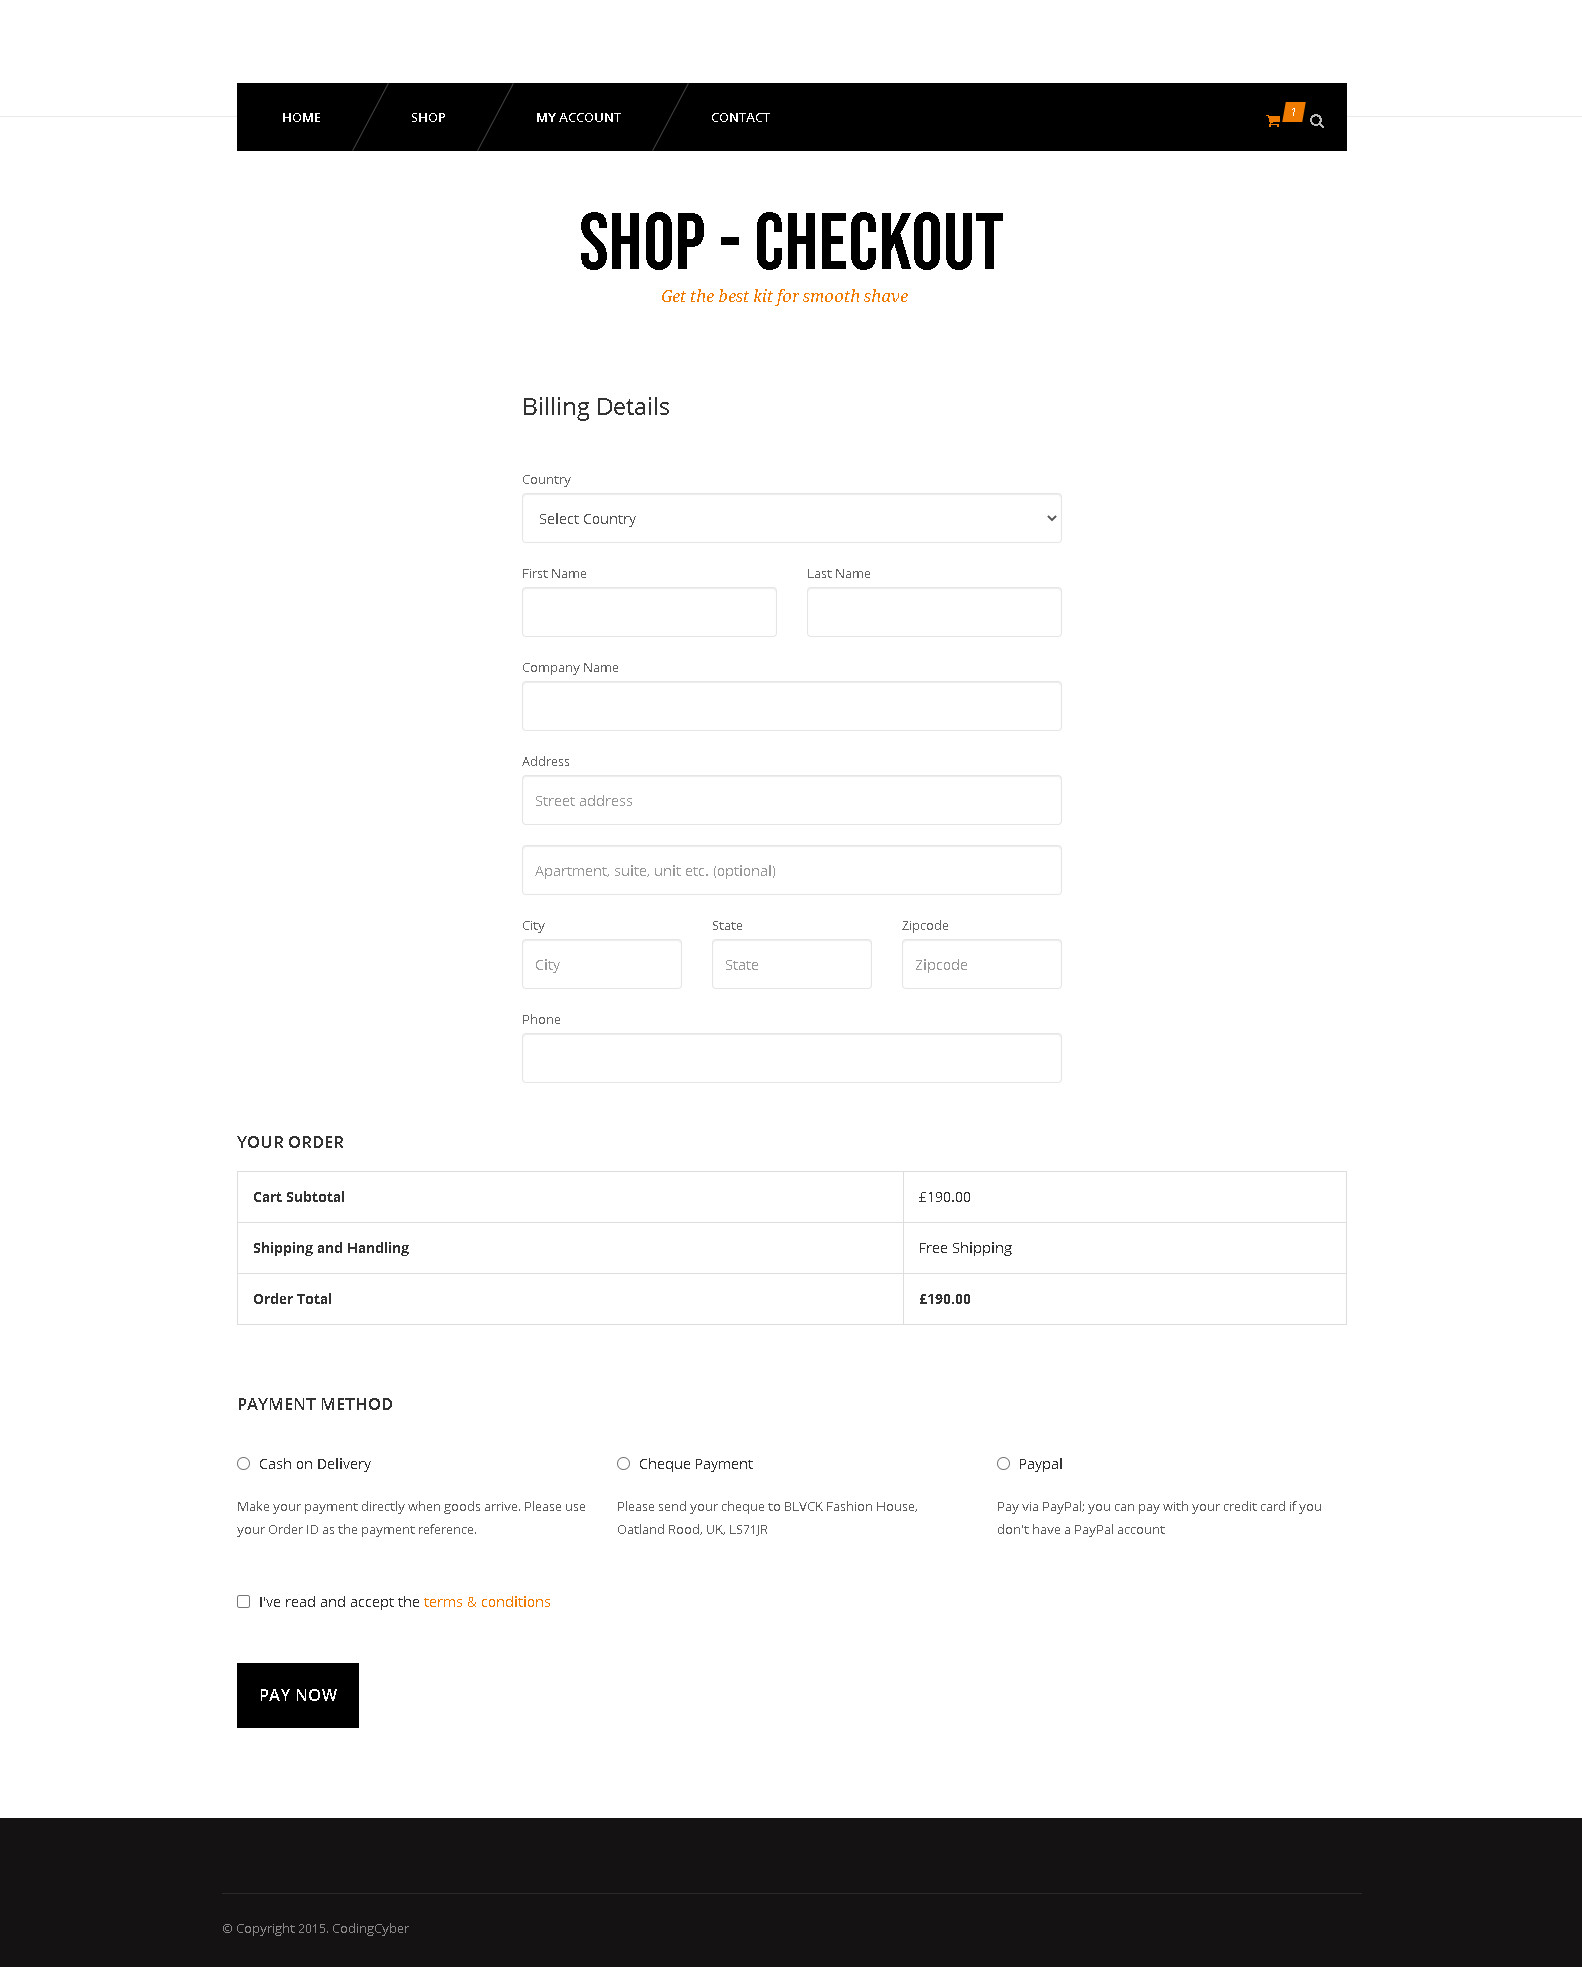 HOME
SHOP
MY ACCOUNT
CONTACT
1
SHOP - CHECKOUT
Get the best kit for smooth shave
Billing Details
Country
Select Country
First Name
Last Name
Company Name
Address
Street address
Apartment, suite, unit etc. (optional)
City
State
Zipcode
City
State
Zipcode
Phone
YOUR ORDER
Cart Subtotal
£190.00
Shipping and Handling
Free Shipping
Order Total
£190.00
PAYMENT METHOD
Cash on Delivery
Make your payment directly when goods arrive. Please use
your Order ID as the payment reference.
Cheque Payment
Please send your cheque to BLVCK Fashion House,
Oatland Rood, UK, LS71JR
Paypal
Pay via PayPal; you can pay with your credit card if you
don't have a PayPal account
I've read and accept the terms & conditions
PAY NOW
© Copyright 2015. CodingCyber